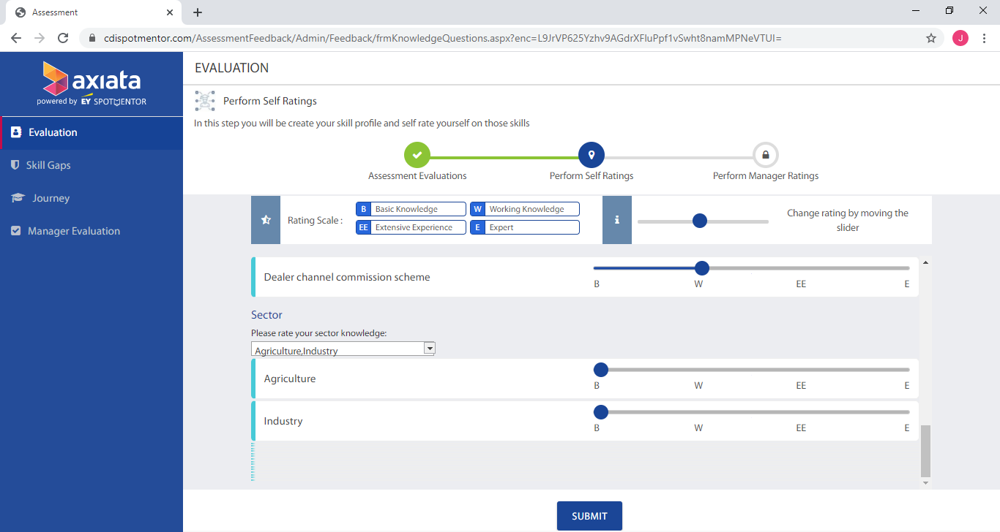 Assessment
cdispotmentor.com/AssessmentFeedback/Admin/Feedback/frmKnowledgeQuestions.aspx?enc=L9JrVP625Yzhv9AGdrXFluPpf1vSwht8namMPNeVTUI=
J
axiata
powered by EY SPOTMENTOR
Evaluation
Skill Gaps
Journey
Manager Evaluation
EVALUATION
Perform Self Ratings
In this step you will be create your skill profile and self rate yourself on those skills
Assessment Evaluations
Perform Self Ratings
Perform Manager Ratings
Rating Scale :
B Basic Knowledge
W Working Knowledge
EE Extensive Experience
E Expert
i
Change rating by moving the
slider
Dealer channel commission scheme
B W EE E
Sector
Please rate your sector knowledge:
Agriculture,Industry
Agriculture
B W EE E
Industry
B W EE E
SUBMIT